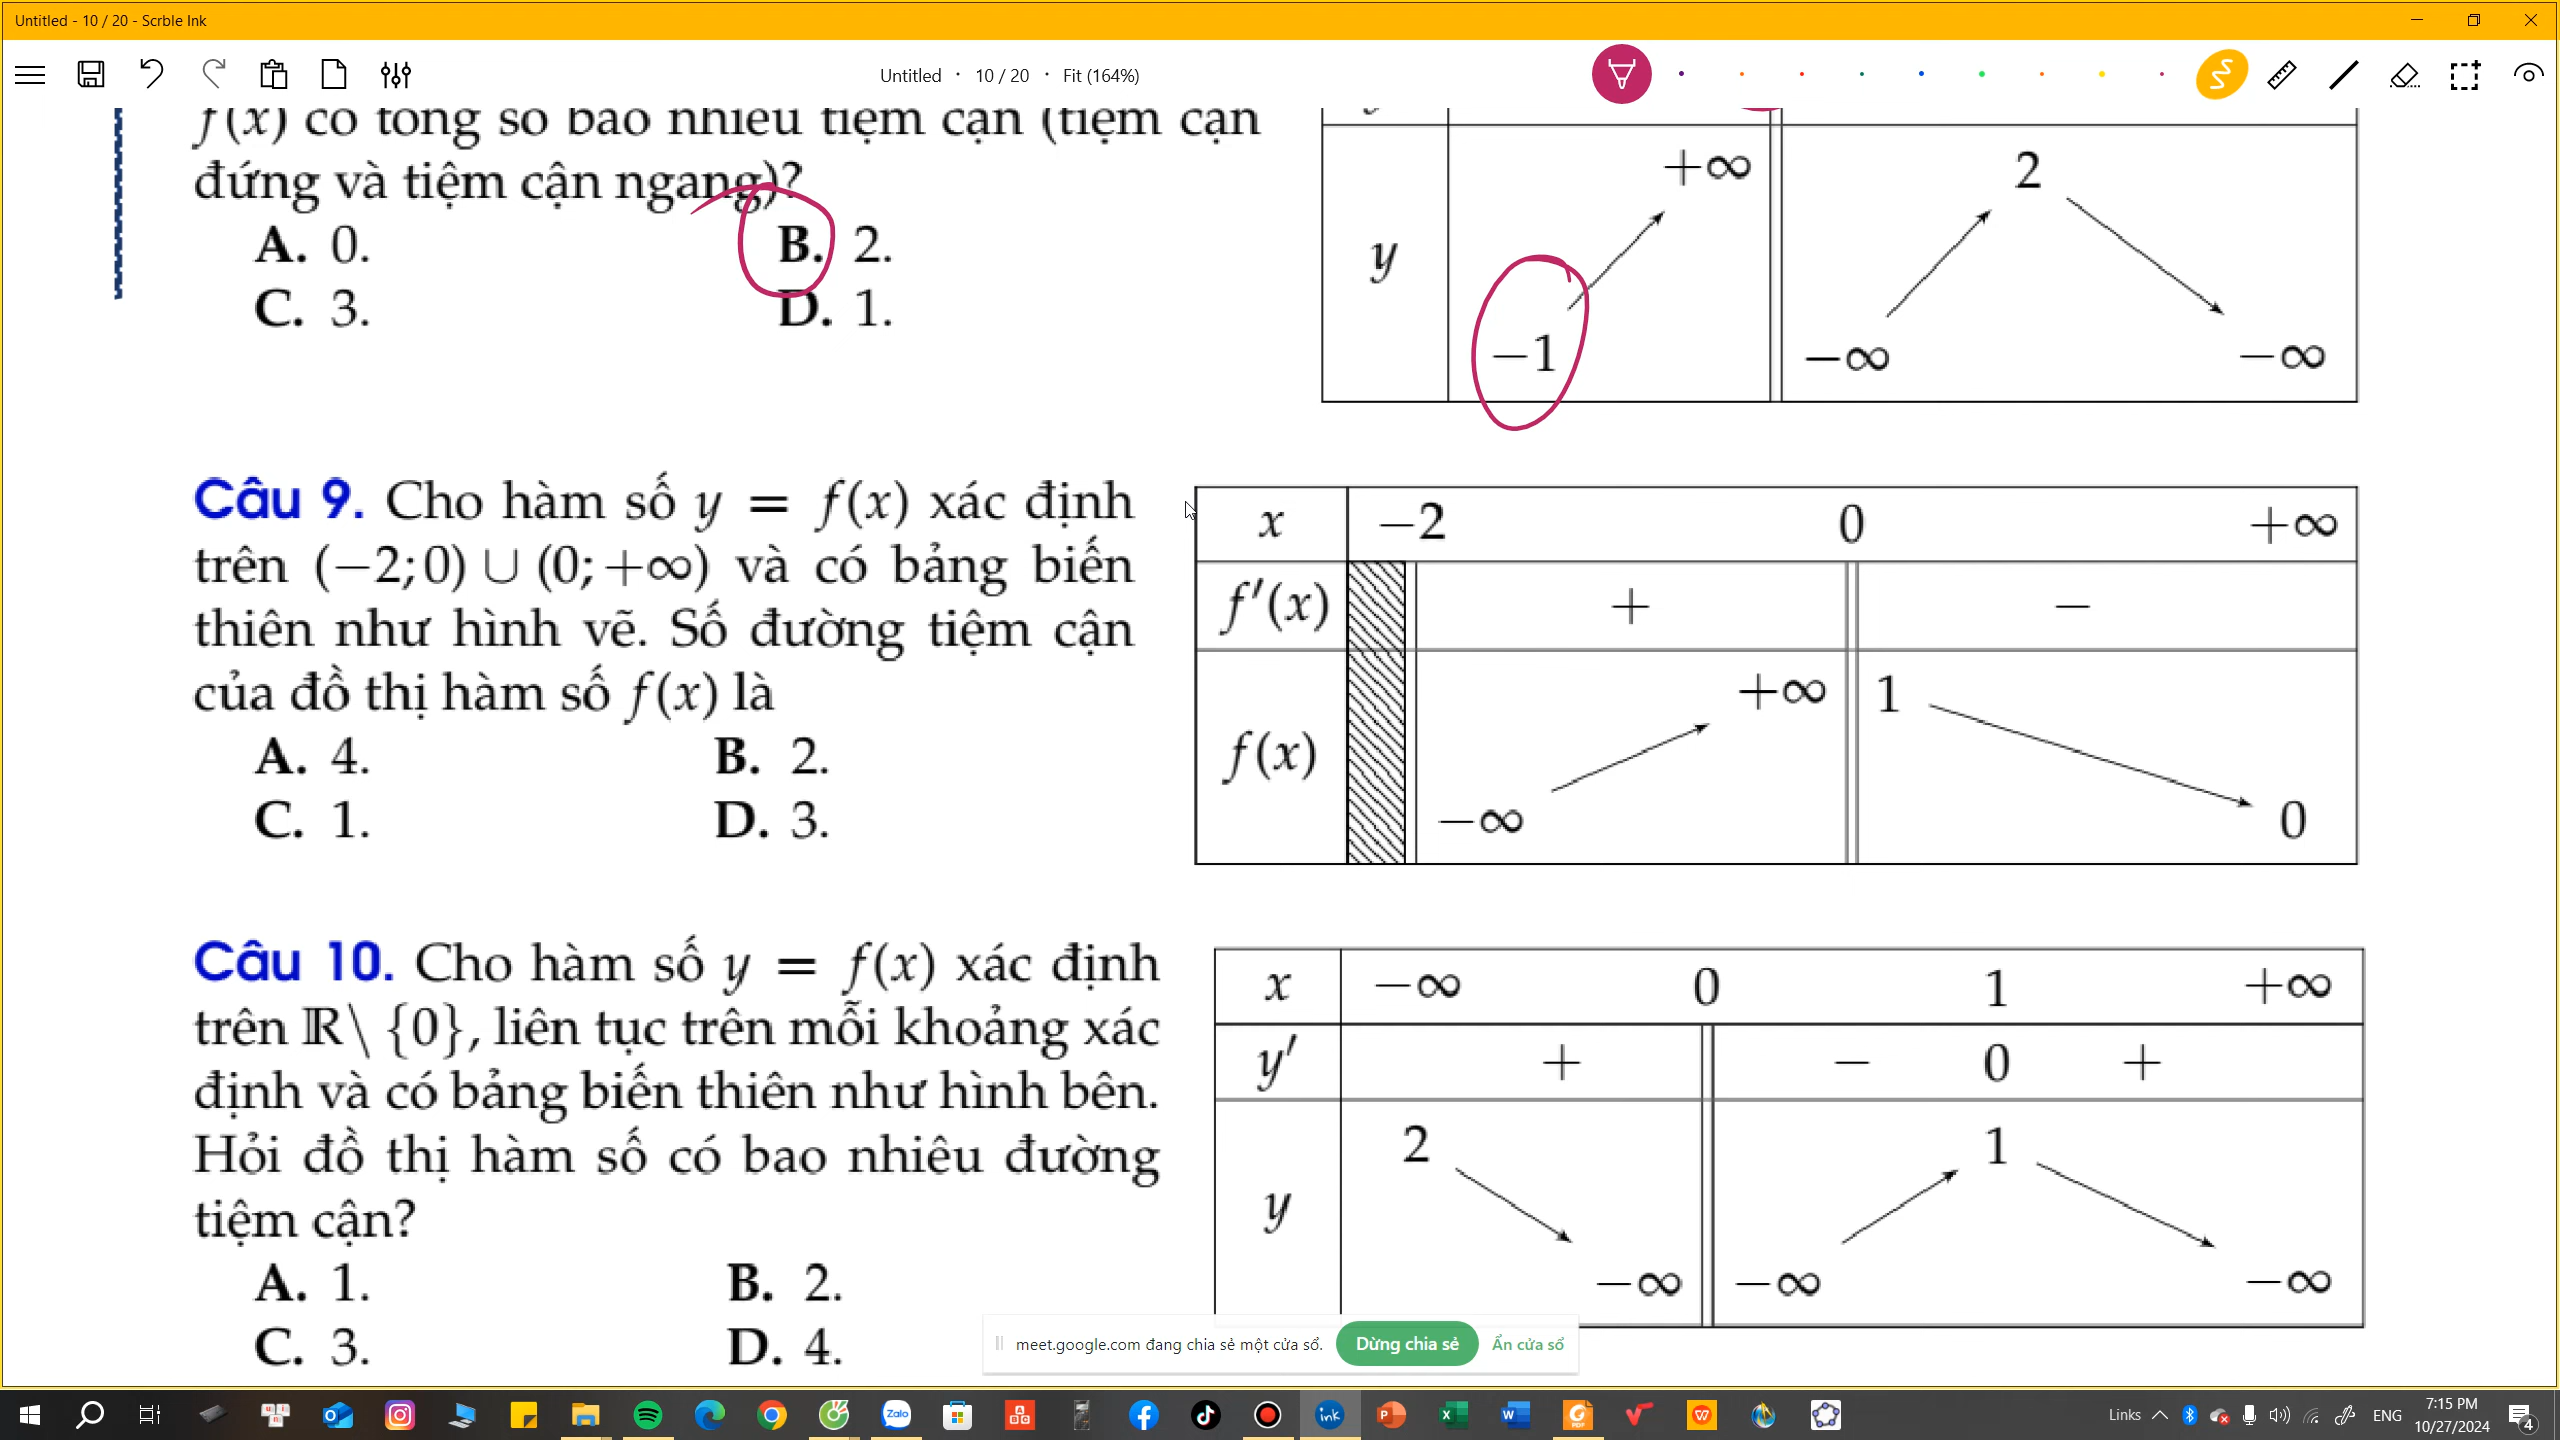 Untitled - 10 / 20 - Scrble Ink
Untitled · 10 / 20 · Fit (164%)
f(x) có tổng số bao nhiêu tiệm cận (tiệm cận
đứng và tiệm cận ngang)?
A. 0. B. 2.
C. 3. D. 1.
+∞ 2
y
−1 −∞ −∞
Câu 9. Cho hàm số y = f(x) xác định
trên (−2; 0) ∪ (0; +∞) và có bảng biến
thiên như hình vẽ. Số đường tiệm cận
của đồ thị hàm số f(x) là
A. 4. B. 2.
C. 1. D. 3.
x −2 0 +∞
f′(x) + −
+∞ 1
f(x)
−∞ 0
Câu 10. Cho hàm số y = f(x) xác định
trên ℝ\ {0}, liên tục trên mỗi khoảng xác
định và có bảng biến thiên như hình bên.
Hỏi đồ thị hàm số có bao nhiêu đường
tiệm cận?
A. 1. B. 2.
C. 3. D. 4.
x −∞ 0 1 +∞
y′ + − 0 +
2 1
y
−∞ −∞ −∞
meet.google.com đang chia sẻ một cửa sổ. Dừng chia sẻ Ẩn cửa sổ
Zalo
ink
Links ENG 7:15 PM
10/27/2024 4